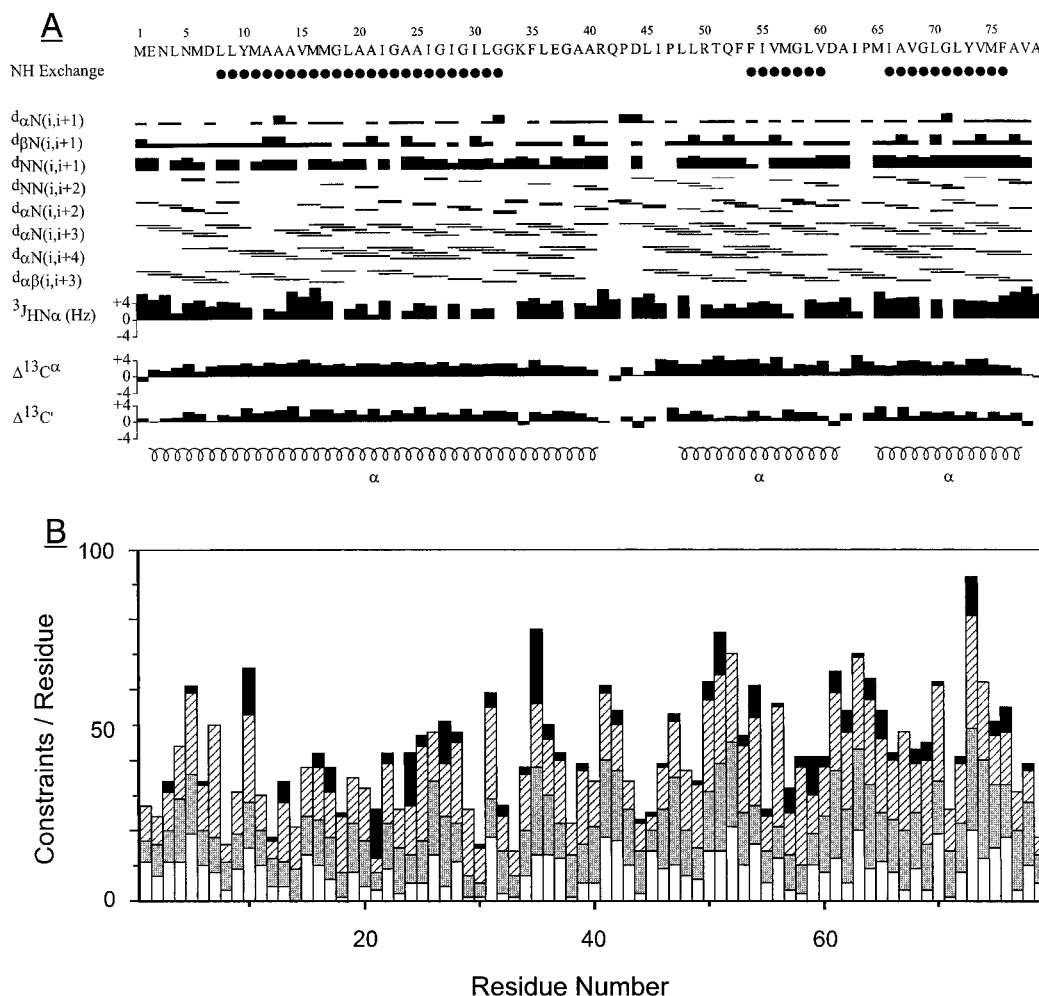 A
1 5 10 15 20 25 30 35 40 45 50 55 60 65 70 75
MENLNMDLLYMAAAVMMGLAAIGAAIGIGILGGKFLEGAARQPDLIPLLRTQFFIVMGLVDAIPMIAVGLGLYVMFAVA
NH Exchange
dαN(i,i+1)
dβN(i,i+1)
dNN(i,i+1)
dNN(i,i+2)
dαN(i,i+2)
dαN(i,i+3)
dαN(i,i+4)
dαβ(i,i+3)
³JHNα (Hz) +4 0 -4
Δ¹³Cᵅ +4 0 -4
Δ¹³C' +4 0 -4
α α α
B
100
50
0
Constraints / Residue
20 40 60
Residue Number